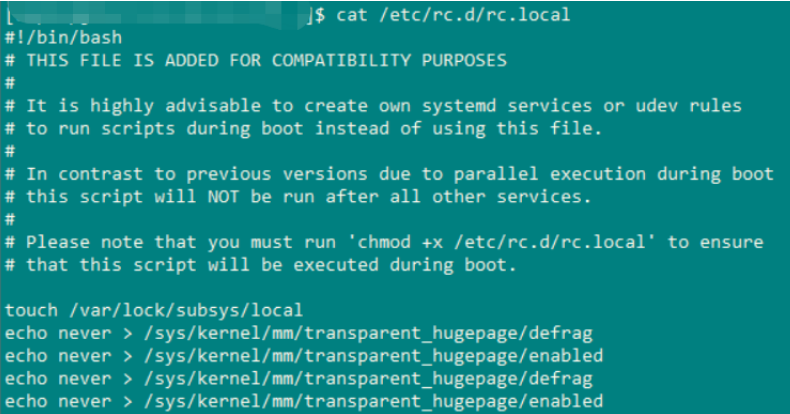 [ ]$ cat /etc/rc.d/rc.local
#!/bin/bash
# THIS FILE IS ADDED FOR COMPATIBILITY PURPOSES
#
# It is highly advisable to create own systemd services or udev rules
# to run scripts during boot instead of using this file.
#
# In contrast to previous versions due to parallel execution during boot
# this script will NOT be run after all other services.
#
# Please note that you must run 'chmod +x /etc/rc.d/rc.local' to ensure
# that this script will be executed during boot.
touch /var/lock/subsys/local
echo never > /sys/kernel/mm/transparent_hugepage/defrag
echo never > /sys/kernel/mm/transparent_hugepage/enabled
echo never > /sys/kernel/mm/transparent_hugepage/defrag
echo never > /sys/kernel/mm/transparent_hugepage/enabled